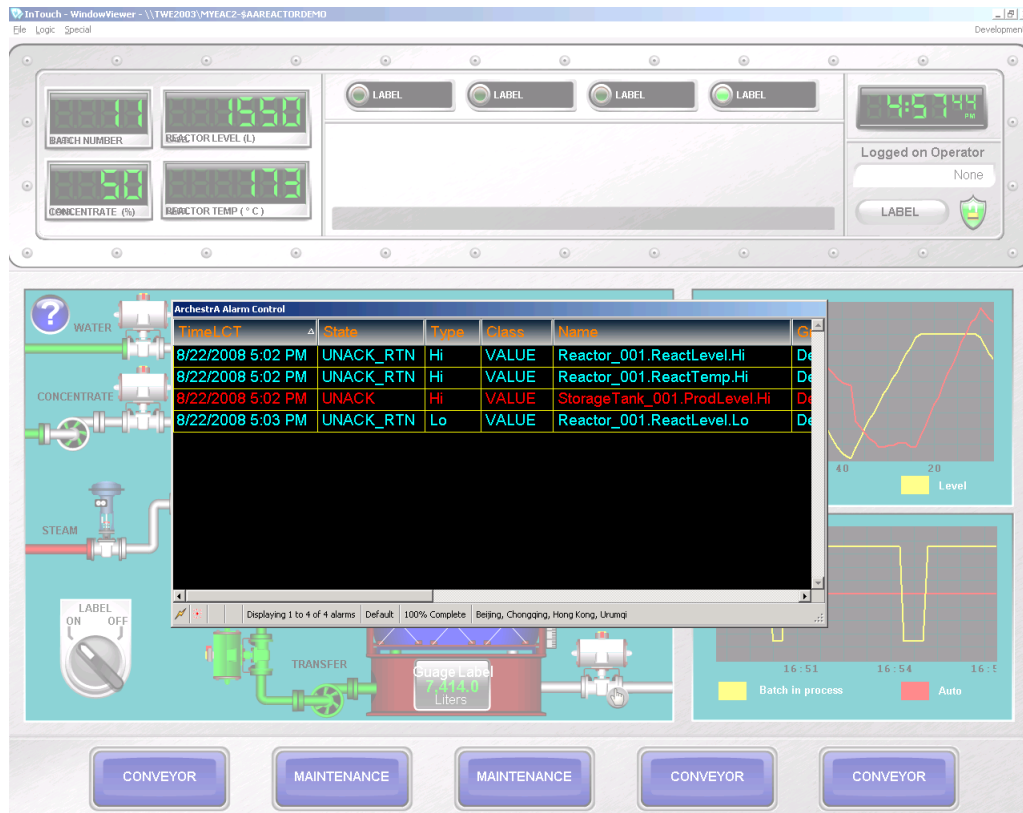 InTouch - WindowViewer - \\TWE2003\MYEAC2-$AAREACTORDEMO
File Logic Special
Development
11
BATCH NUMBER
1550
REACTOR LEVEL (L)
50
CONCENTRATE (%)
173
REACTOR TEMP ( ° C )
LABEL
LABEL
LABEL
LABEL
4:57 44 PM
Logged on Operator
None
LABEL
?
WATER
CONCENTRATE
STEAM
LABEL
ON OFF
ArchestrA Alarm Control
TimeLCT State Type Class Name
8/22/2008 5:02 PM UNACK_RTN Hi VALUE Reactor_001.ReactLevel.Hi De
8/22/2008 5:02 PM UNACK_RTN Hi VALUE Reactor_001.ReactTemp.Hi De
8/22/2008 5:02 PM UNACK Hi VALUE StorageTank_001.ProdLevel.Hi De
8/22/2008 5:03 PM UNACK_RTN Lo VALUE Reactor_001.ReactLevel.Lo De
Displaying 1 to 4 of 4 alarms Default 100% Complete Beijing, Chongqing, Hong Kong, Urumqi
TRANSFER
Guage Label
7,414.0
Liters
40 20
Level
16:51 16:54 16:5
Batch in process Auto
CONVEYOR MAINTENANCE MAINTENANCE CONVEYOR CONVEYOR